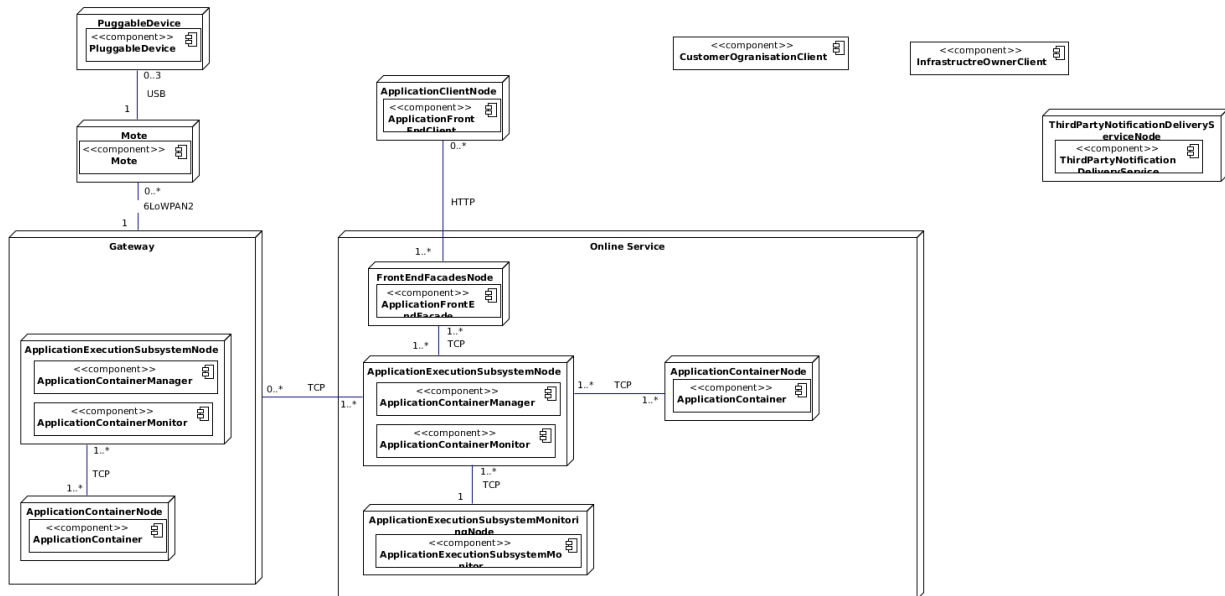 PuggableDevice
<<component>>
PluggableDevice
0..3
USB
1
Mote
<<component>>
Mote
0..*
6LoWPAN2
1
Gateway
ApplicationExecutionSubsystemNode
<<component>>
ApplicationContainerManager
<<component>>
ApplicationContainerMonitor
1..*
TCP
1..*
ApplicationContainerNode
<<component>>
ApplicationContainer
0..*
TCP
1..*
ApplicationClientNode
<<component>>
ApplicationFront
EndClient
0..*
HTTP
1..*
Online Service
FrontEndFacadesNode
<<component>>
ApplicationFrontE
ndFacade
1..*
TCP
1..*
ApplicationExecutionSubsystemNode
<<component>>
ApplicationContainerManager
<<component>>
ApplicationContainerMonitor
1..*
TCP
1..*
ApplicationContainerNode
<<component>>
ApplicationContainer
1..*
TCP
1
ApplicationExecutionSubsystemMonitori
ngNode
<<component>>
ApplicationExecutionSubsystemMo
nitor
<<component>>
CustomerOgranisationClient
<<component>>
InfrastructreOwnerClient
ThirdPartyNotificationDeliveryS
erviceNode
<<component>>
ThirdPartyNotification
DeliveryService